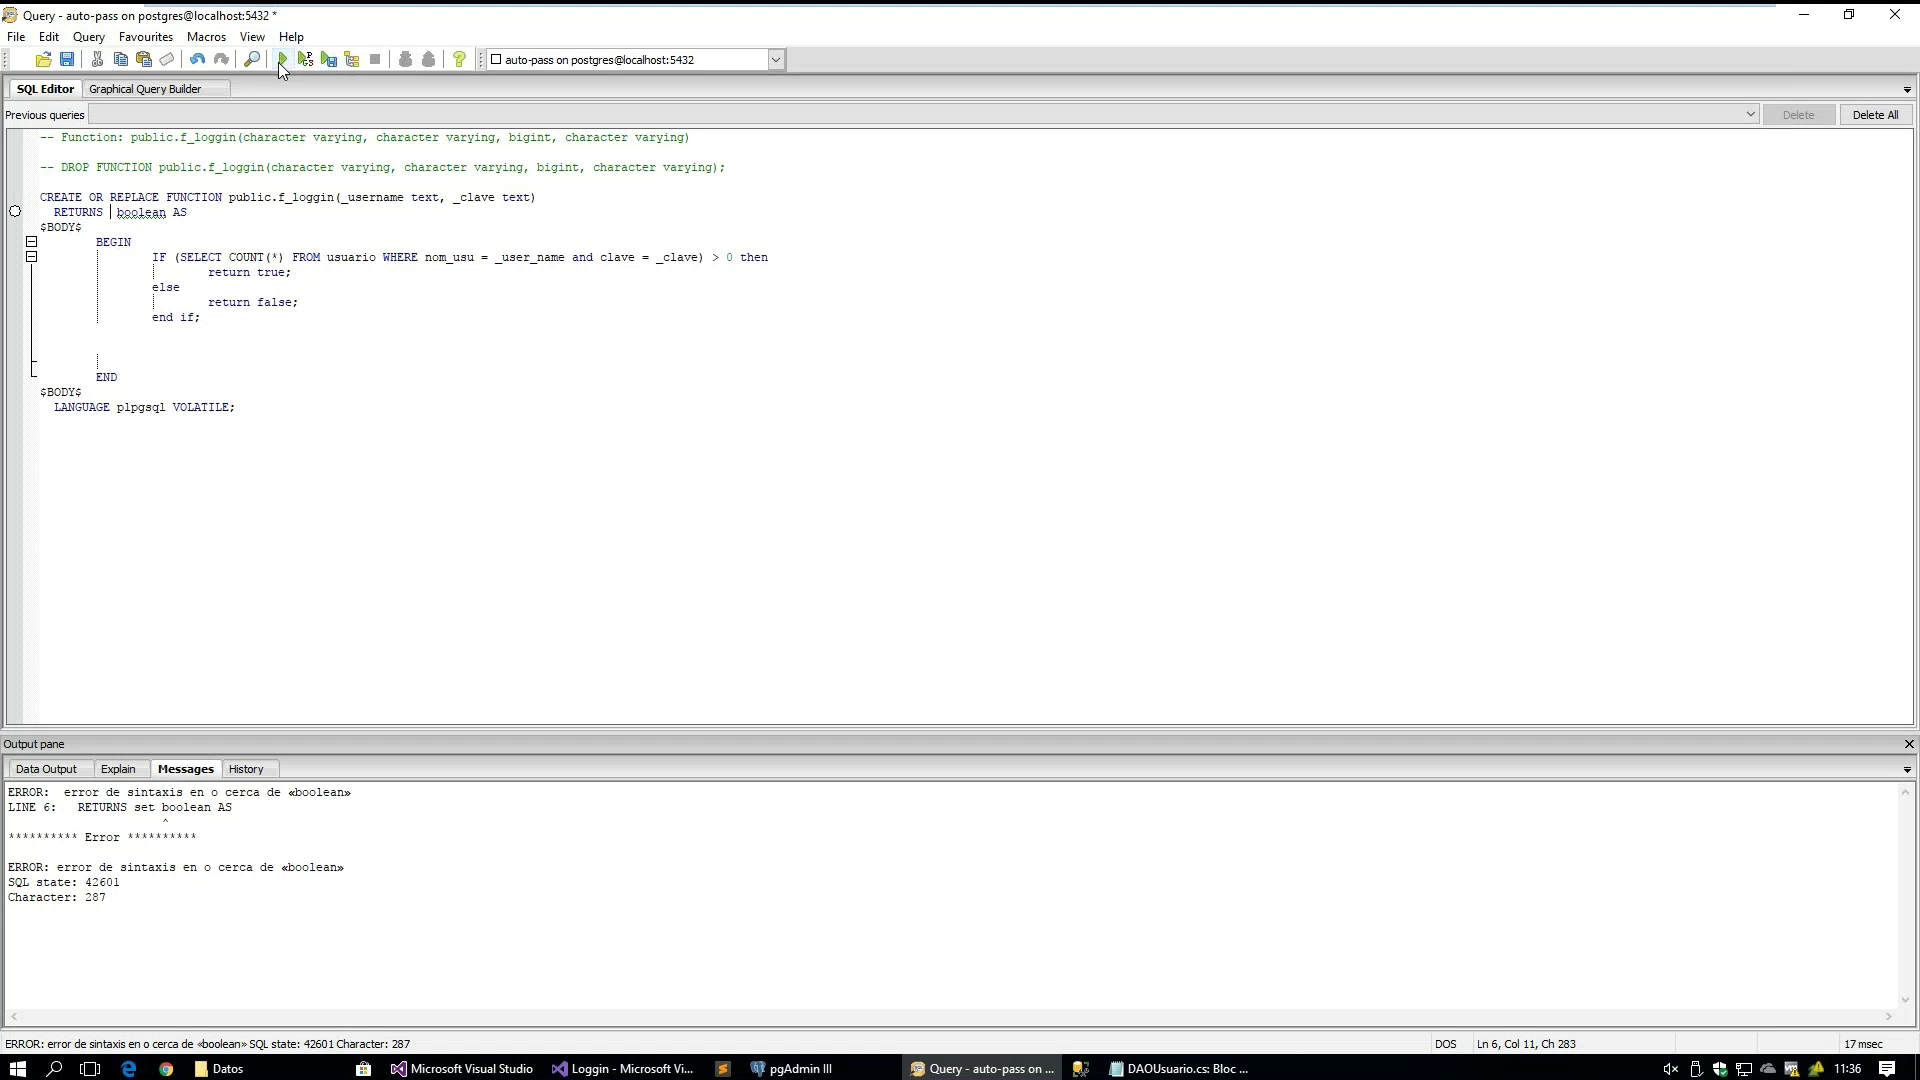 Query - auto-pass on postgres@localhost:5432 *
File Edit Query Favourites Macros View Help
auto-pass on postgres@localhost:5432
SQL Editor Graphical Query Builder
Previous queries Delete Delete All
-- Function: public.f_loggin(character varying, character varying, bigint, character varying)
-- DROP FUNCTION public.f_loggin(character varying, character varying, bigint, character varying);
CREATE OR REPLACE FUNCTION public.f_loggin(_username text, _clave text)
RETURNS boolean AS
$BODY$
BEGIN
IF (SELECT COUNT(*) FROM usuario WHERE nom_usu = _user_name and clave = _clave) > 0 then
return true;
else
return false;
end if;
END
$BODY$
LANGUAGE plpgsql VOLATILE;
Output pane
Data Output Explain Messages History
ERROR:  error de sintaxis en o cerca de «boolean»
LINE 6:   RETURNS set boolean AS
^
********** Error **********
ERROR: error de sintaxis en o cerca de «boolean»
SQL state: 42601
Character: 287
ERROR: error de sintaxis en o cerca de «boolean» SQL state: 42601 Character: 287 DOS Ln 6, Col 11, Ch 283 17 msec
Datos Microsoft Visual Studio Loggin - Microsoft Vi... pgAdmin III Query - auto-pass on ... DAOUsuario.cs: Bloc ... 11:36